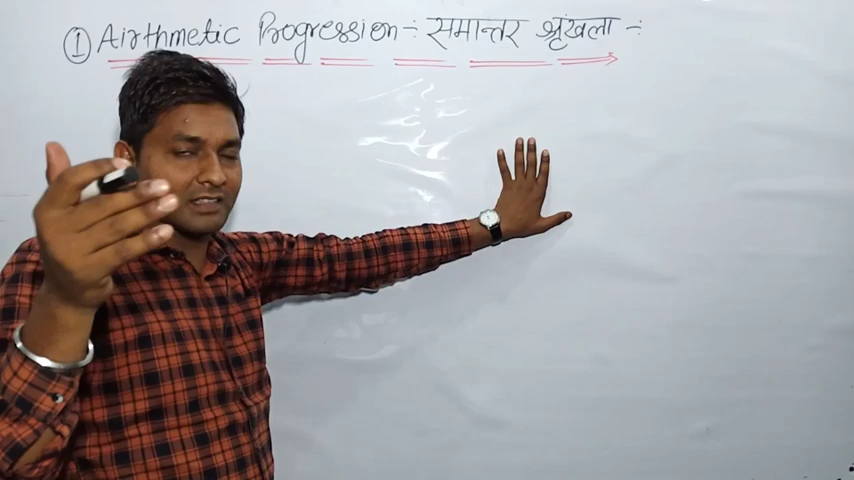 ① Airthmetic Progression ÷ समान्तर श्रृंखला ÷